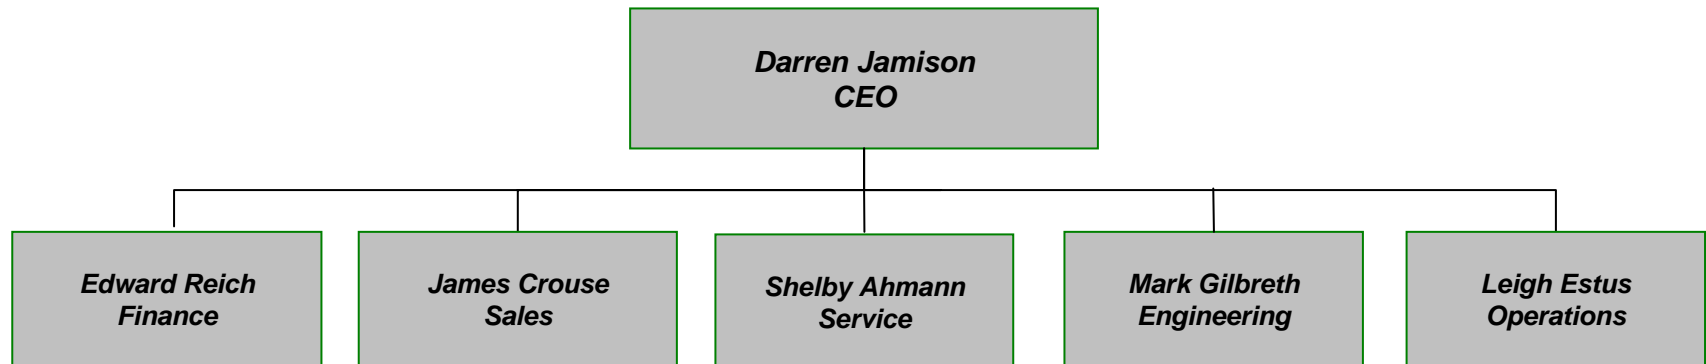 Darren Jamison
CEO
Edward Reich
Finance
James Crouse
Sales
Shelby Ahmann
Service
Mark Gilbreth
Engineering
Leigh Estus
Operations